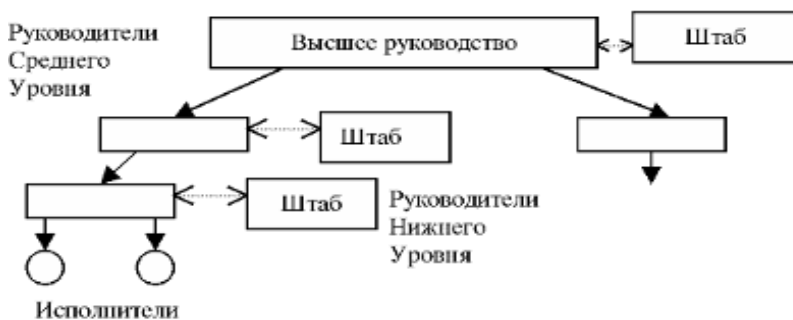 Руководители
Среднего
Уровня
Высшее руководство
Штаб
Штаб
Штаб
Руководители
Нижнего
Уровня
Исполнители